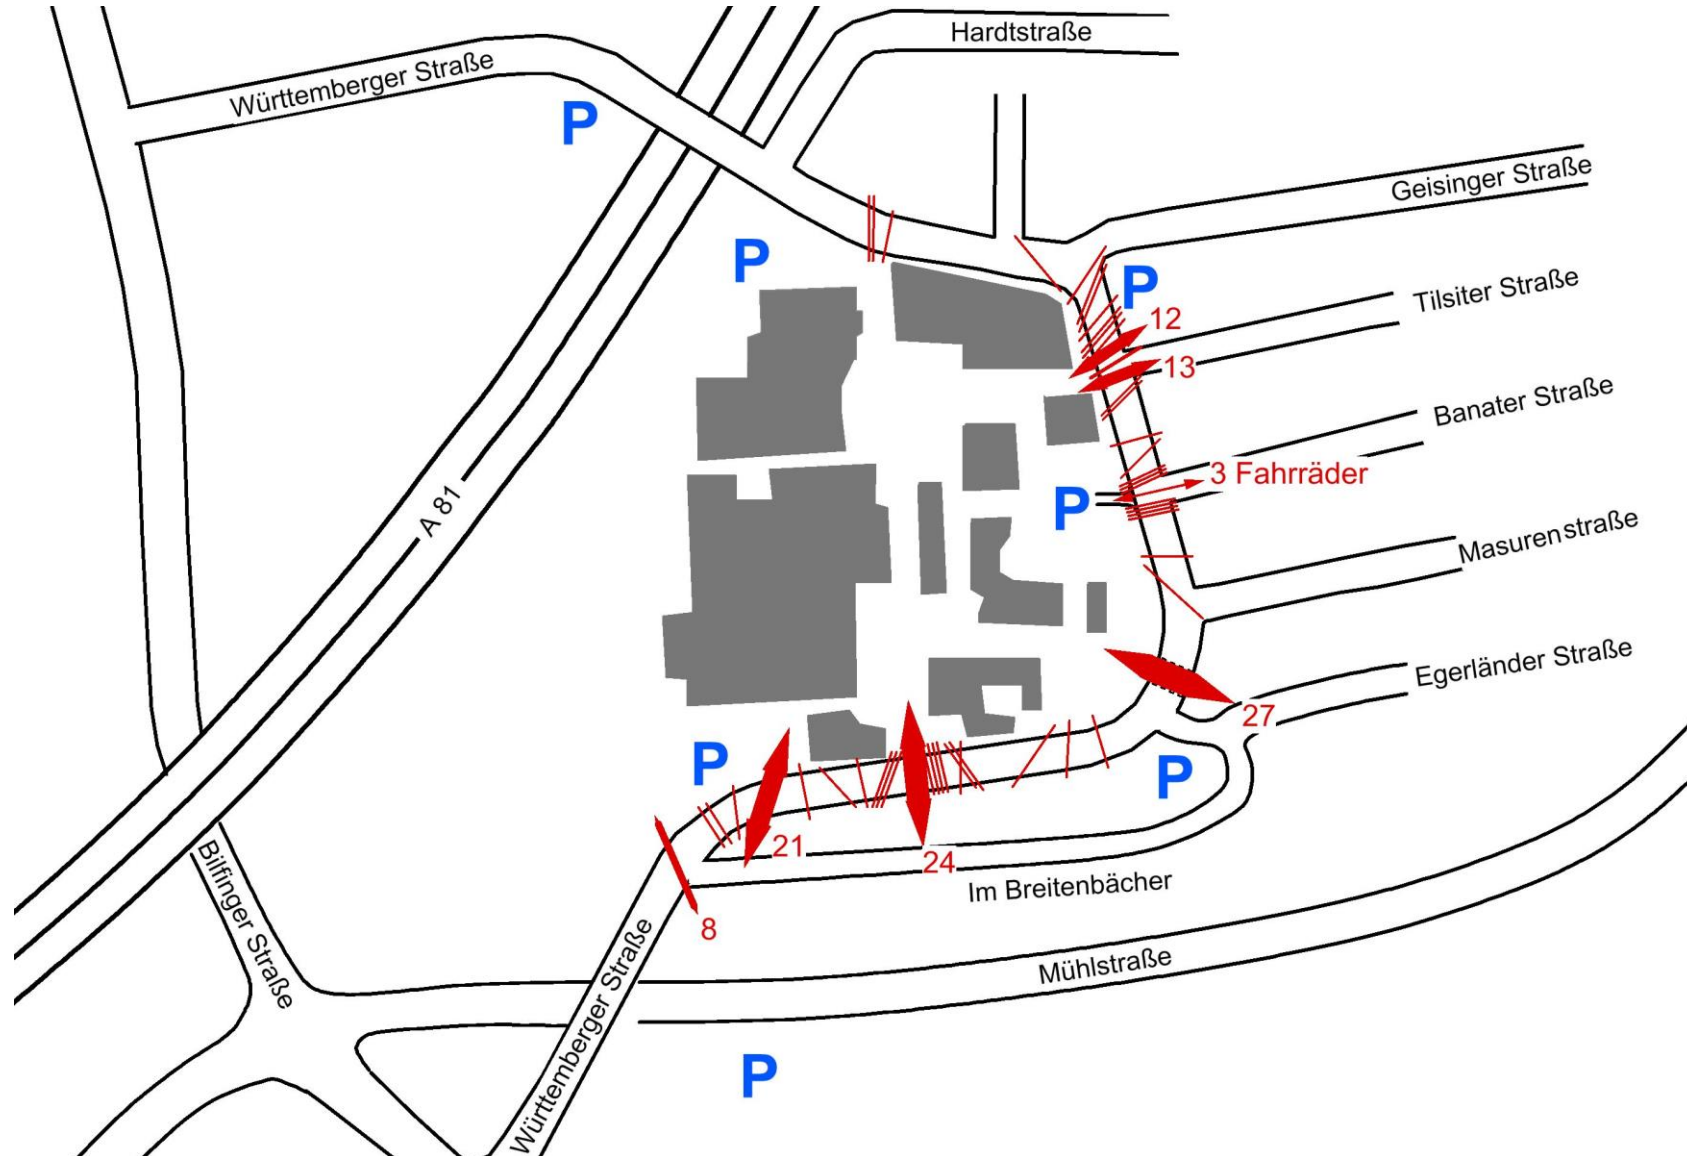 Hardtstraße
Württemberger Straße
P
Geisinger Straße
P
P
Tilsiter Straße
12
13
Banater Straße
3 Fahrräder
P
A 81
Masurenstraße
Egerländer Straße
27
P
P
21
24
Im Breitenbächer
Bilfinger Straße
8
Mühlstraße
Württemberger Straße
P